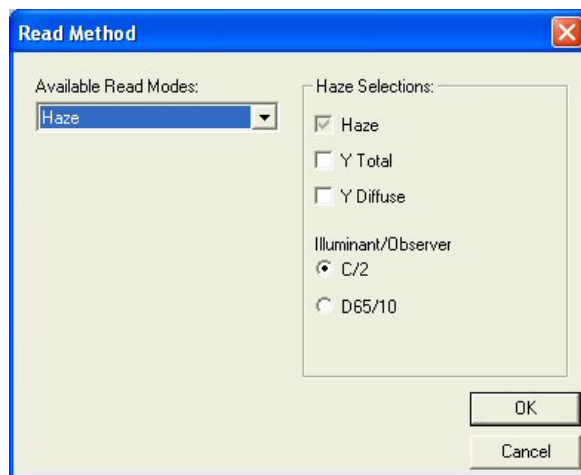 Read Method
Available Read Modes:
Haze
Haze Selections:
Haze
Y Total
Y Diffuse
Illuminant/Observer
C/2
D65/10
OK
Cancel